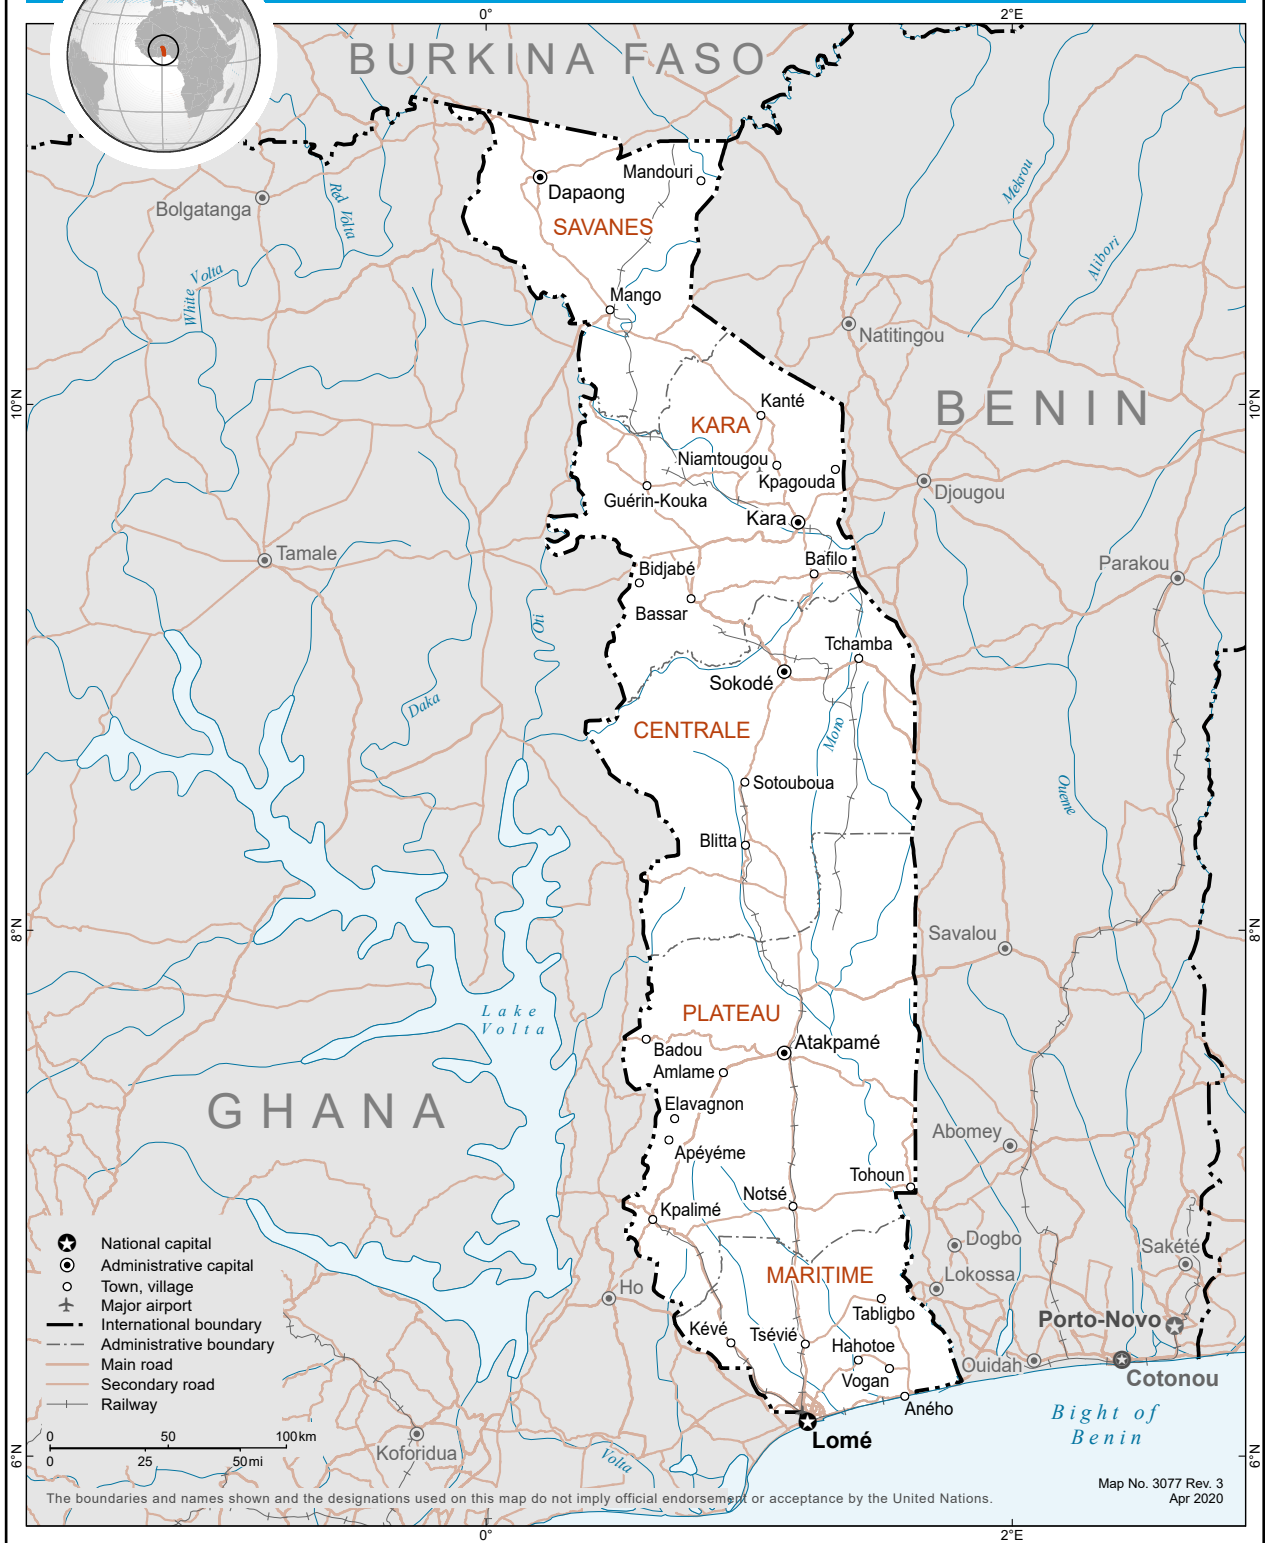 0°
2°E
BURKINA FASO
Mandouri
Dapaong
Bolgatanga
Red Volta
SAVANES
Mekrou
Alibori
White Volta
Mango
Natitingou
10°N
BENIN
10°N
Kanté
KARA
Niamtougou
Kpagouda
Guérin-Kouka
Djougou
Kara
Tamale
Bafilo
Parakou
Bidjabé
Bassar
Oti
Tchamba
Sokodé
Daka
CENTRALE
Mono
Sotouboua
Oueme
Blitta
8°N
Savalou
8°N
Lake
Volta
PLATEAU
Atakpamé
Badou
Amlame
GHANA
Elavagnon
Abomey
Apéyéme
Tohoun
Notsé
Kpalimé
Dogbo
Sakété
MARITIME
Lokossa
Ho
Tabligbo
Porto-Novo
Kévé
Tsévié
Hahotoe
Ouidah
Vogan
Cotonou
Aného
Bight of
Benin
Lomé
National capital
Administrative capital
Town, village
Major airport
International boundary
Administrative boundary
Main road
Secondary road
Railway
0 50 100 km
0 25 50 mi
Koforidua
Volta
6°N
6°N
Map No. 3077 Rev. 3
Apr 2020
The boundaries and names shown and the designations used on this map do not imply official endorsement or acceptance by the United Nations.
0°
2°E